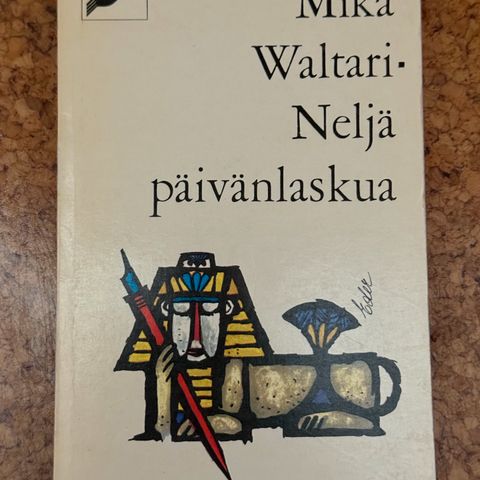 Mika
Waltari·
Neljä
päivänlaskua